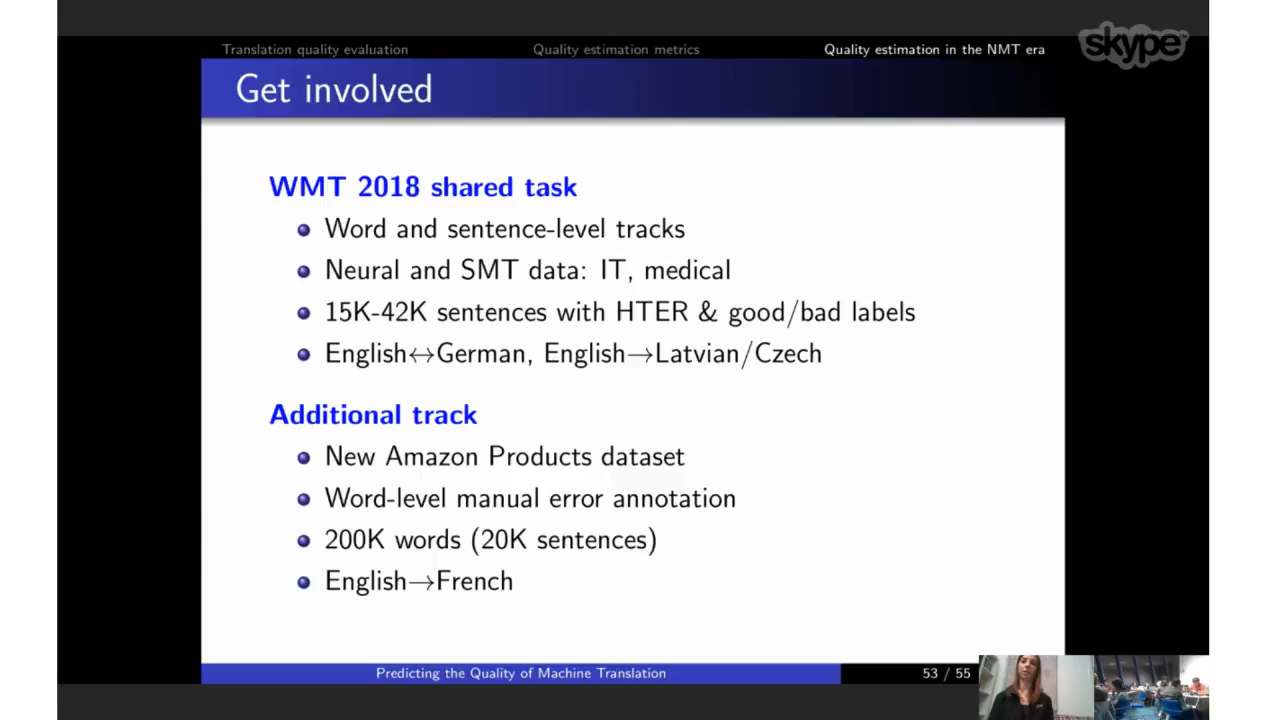 Translation quality evaluation Quality estimation metrics Quality estimation in the NMT era
skype
Get involved
WMT 2018 shared task
Word and sentence-level tracks
Neural and SMT data: IT, medical
15K-42K sentences with HTER & good/bad labels
English↔German, English→Latvian/Czech
Additional track
New Amazon Products dataset
Word-level manual error annotation
200K words (20K sentences)
English→French
Predicting the Quality of Machine Translation 53 / 55